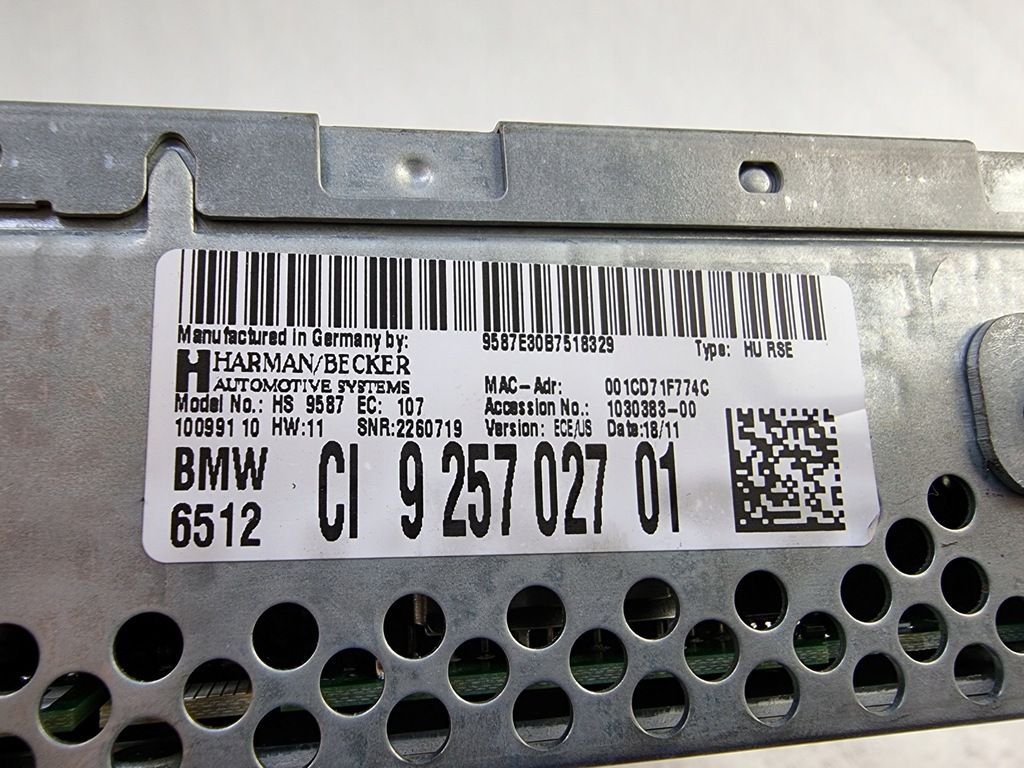 Manufactured in Germany by:
9587E30B7518329
Type: HU RSE
HARMAN/BECKER
AUTOMOTIVE SYSTEMS
MAC-Adr: 001CD71F774C
Model No.: HS 9587 EC: 107
Accession No.: 1030383-00
10099110 HW:11 SNR:2260719
Version: ECE/US Date:18/11
BMW CI 9 257 027 01
6512